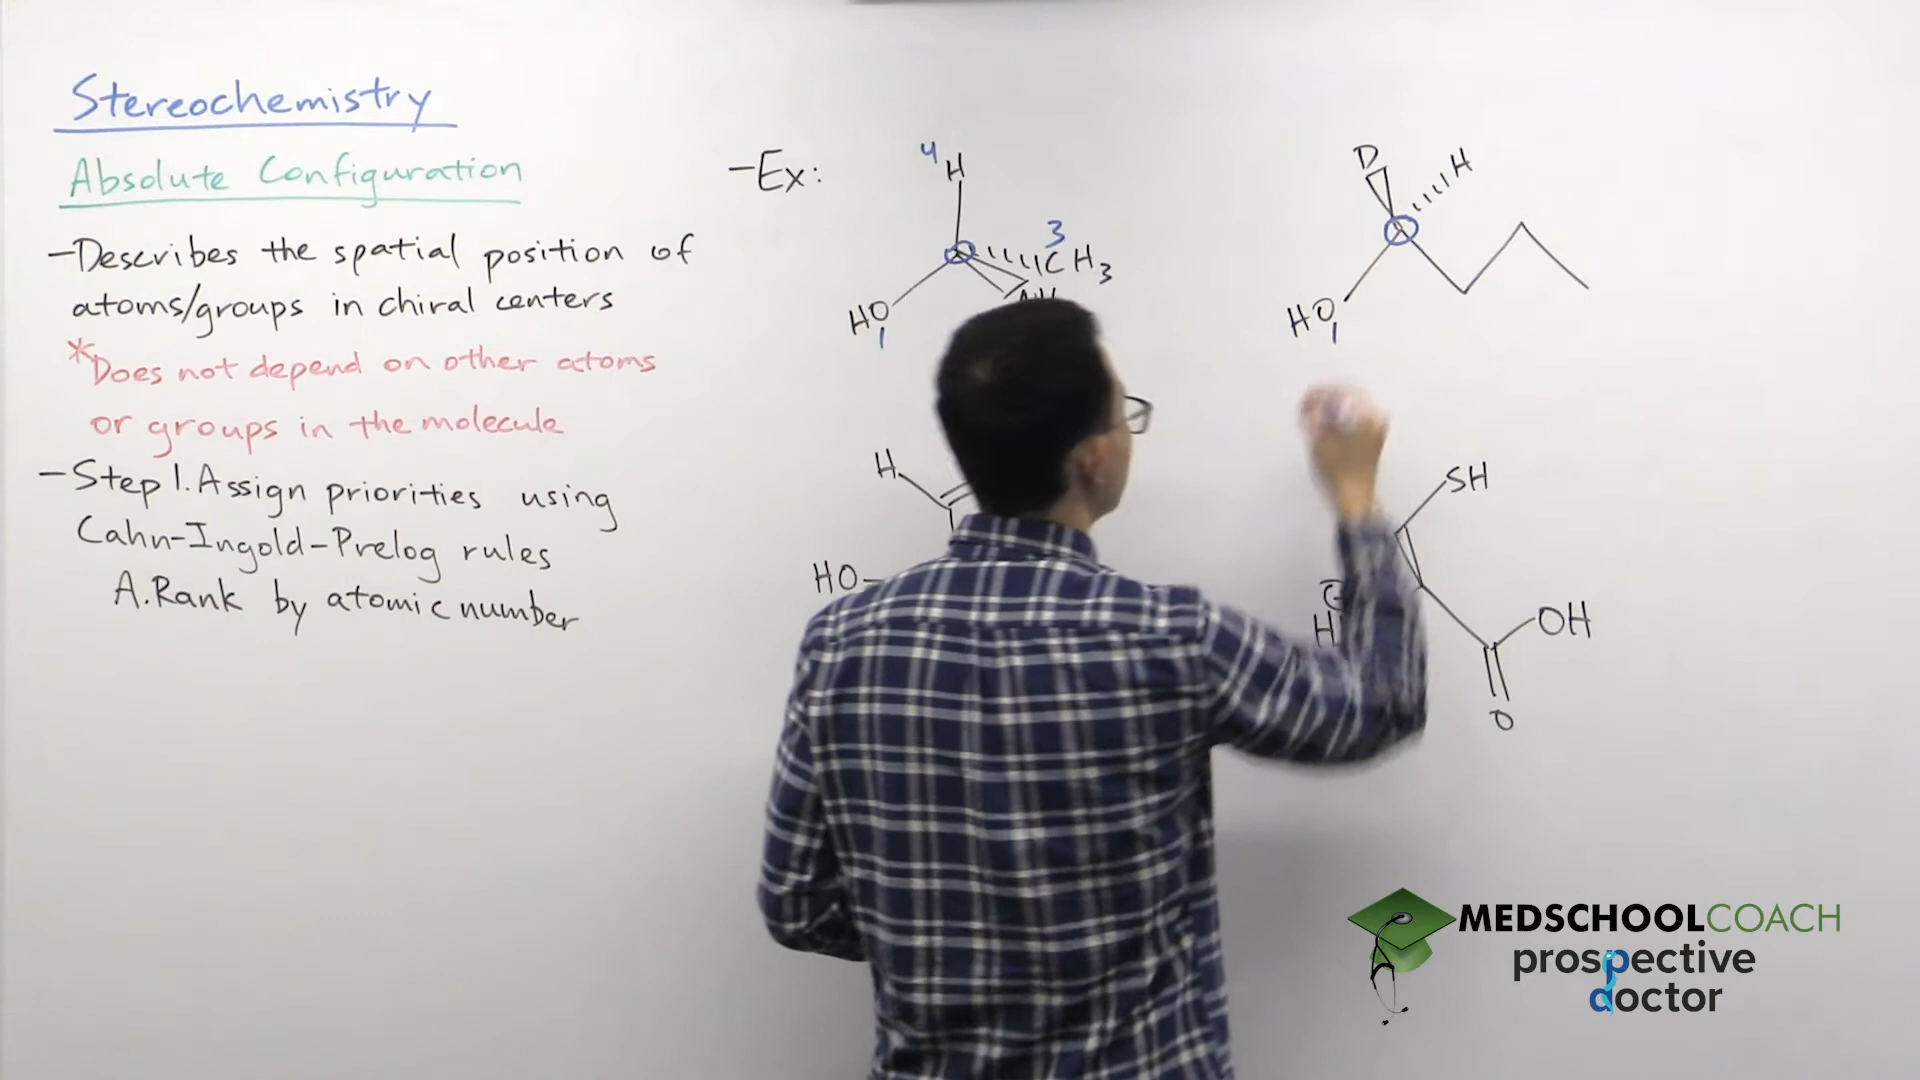 Stereochemistry
Absolute Configuration
-Describes the spatial position of
atoms/groups in chiral centers
*Does not depend on other atoms
or groups in the molecule
-Step 1. Assign priorities using
Cahn-Ingold-Prelog rules
A. Rank by atomic number
-Ex:
4
H
3
CH3
HO
1
D
H
HO
1
H
HO
SH
H
OH
O
MEDSCHOOLCOACH
prospective
doctor